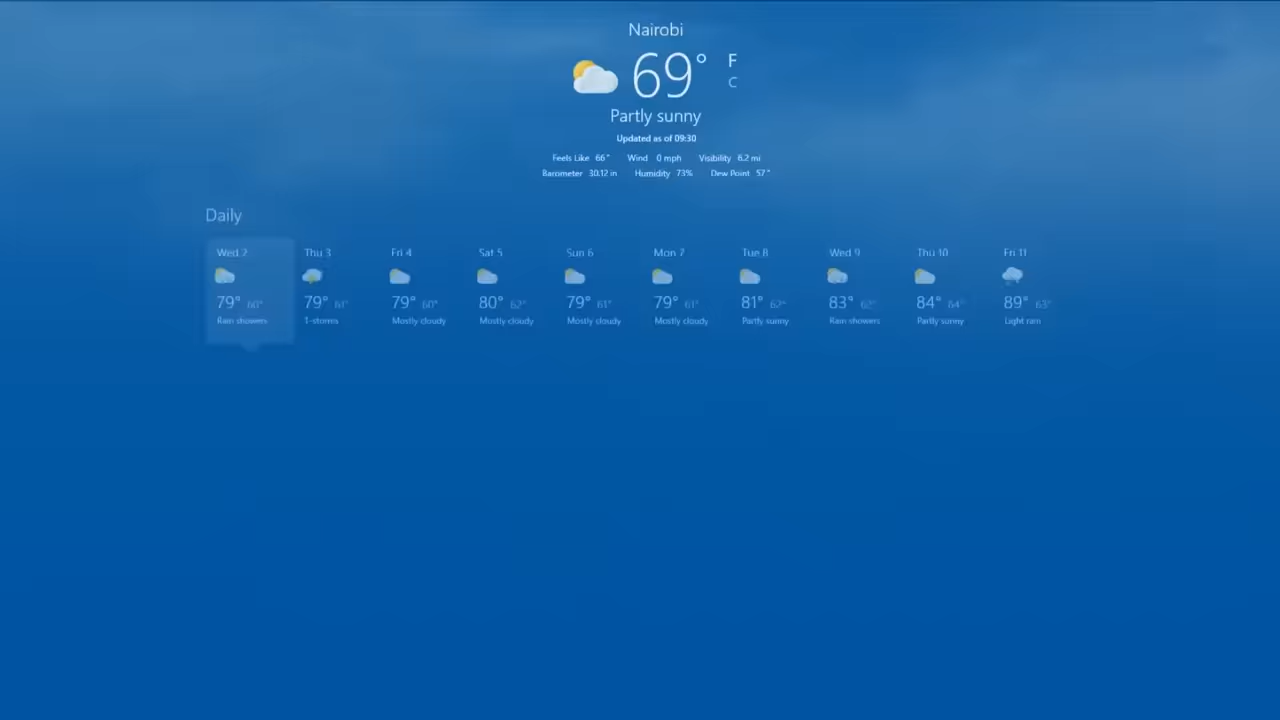 Nairobi
69° F
C
Partly sunny
Updated as of 09:30
Feels Like 66° Wind 0 mph Visibility 6.2 mi
Barometer 30.12 in Humidity 73% Dew Point 57°
Daily
Wed 2 Thu 3 Fri 4 Sat 5 Sun 6 Mon 7 Tue 8 Wed 9 Thu 10 Fri 11
79° 60° 79° 61° 79° 60° 80° 62° 79° 61° 79° 61° 81° 62° 83° 62° 84° 64° 89° 63°
Rain showers T-storms Mostly cloudy Mostly cloudy Mostly cloudy Mostly cloudy Partly sunny Rain showers Partly sunny Light rain